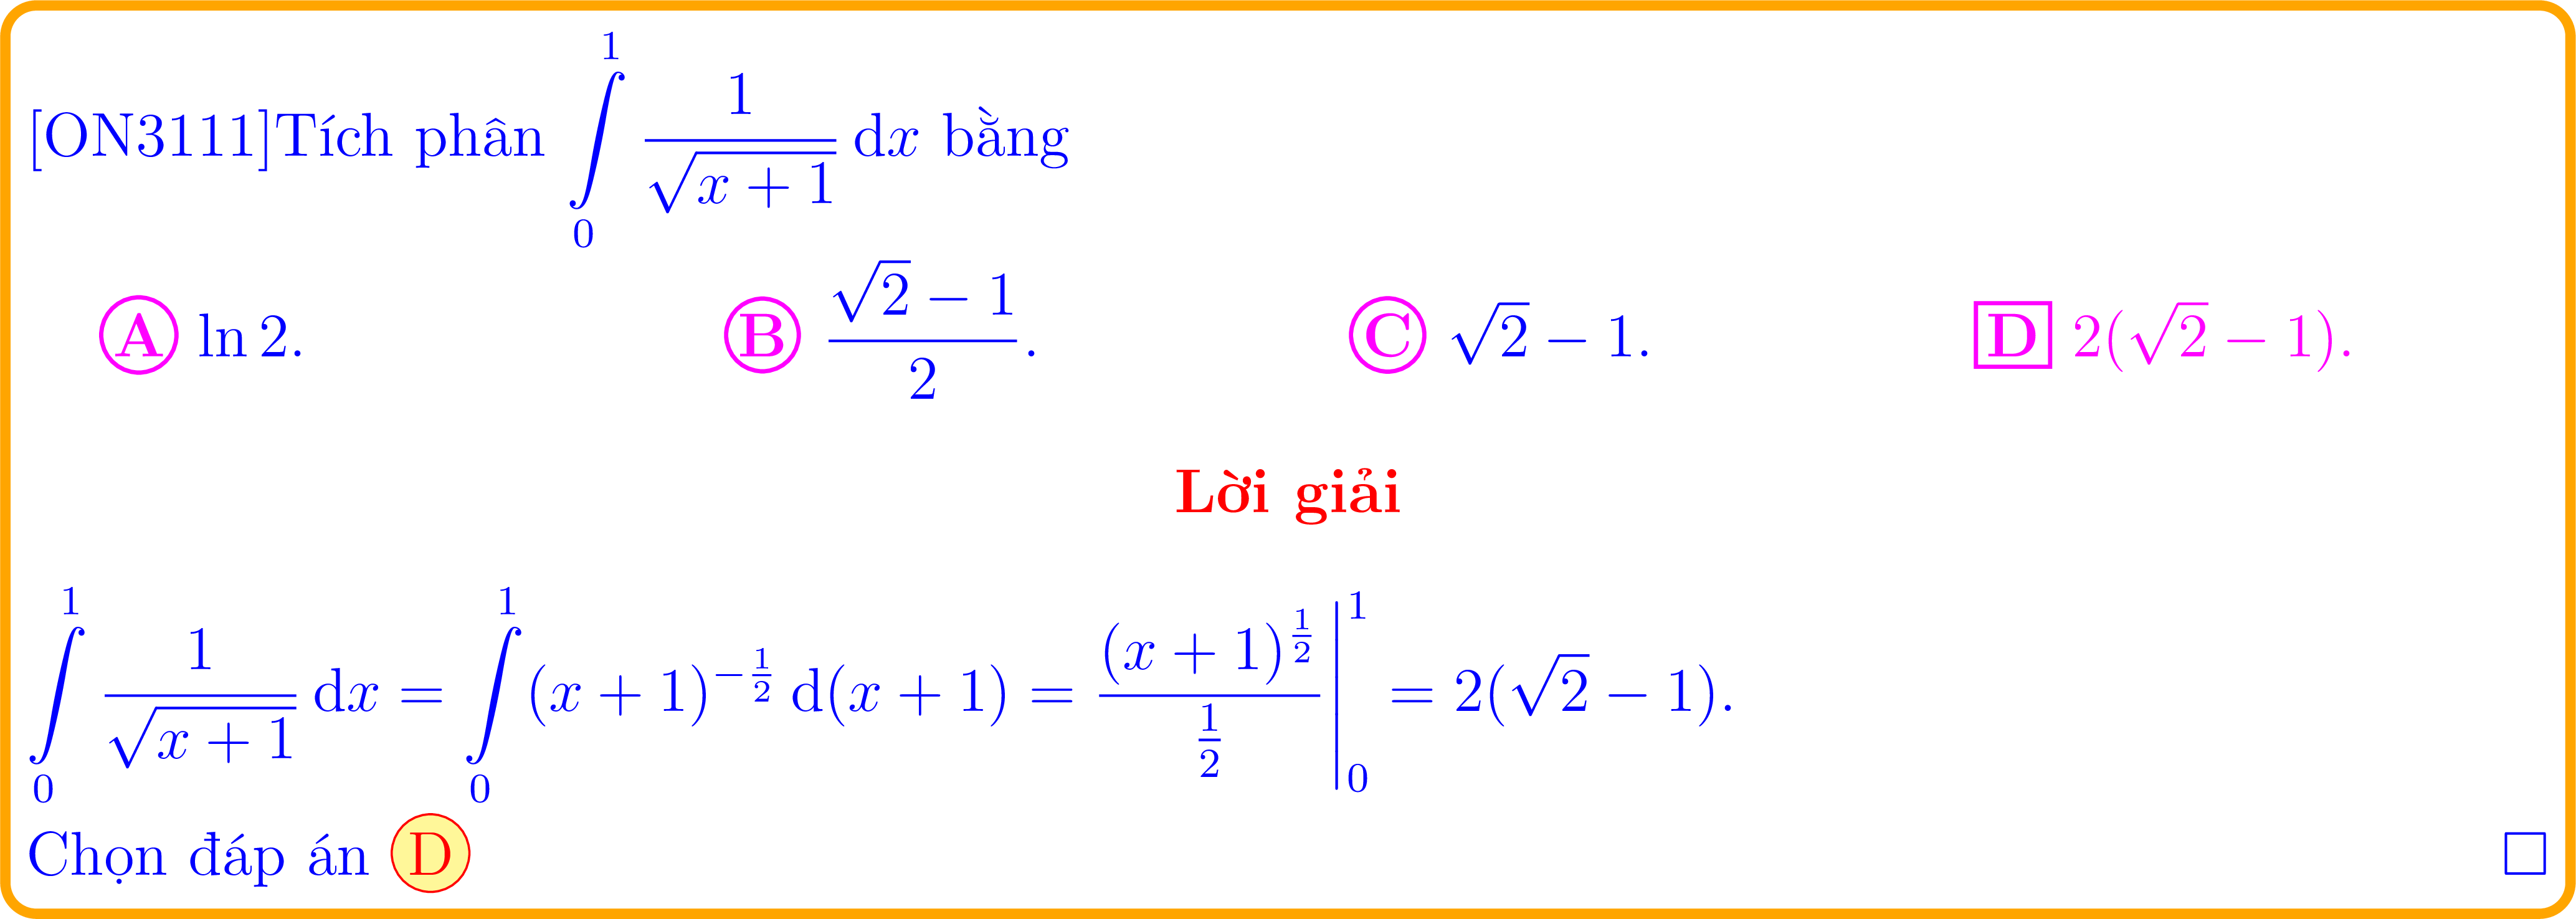 [ON3111]Tích phân \int\limits_0^1 \frac{1}{\sqrt{x+1}} dx bằng
A ln 2. B \frac{\sqrt{2}-1}{2}. C \sqrt{2} − 1. D 2(\sqrt{2} − 1).
Lời giải
\int\limits_0^1 \frac{1}{\sqrt{x+1}} dx = \int\limits_0^1 (x + 1)^{-\frac{1}{2}} d(x + 1) = \left.\frac{(x+1)^{\frac{1}{2}}}{\frac{1}{2}}\right|_0^1 = 2(\sqrt{2} − 1).
Chọn đáp án D □